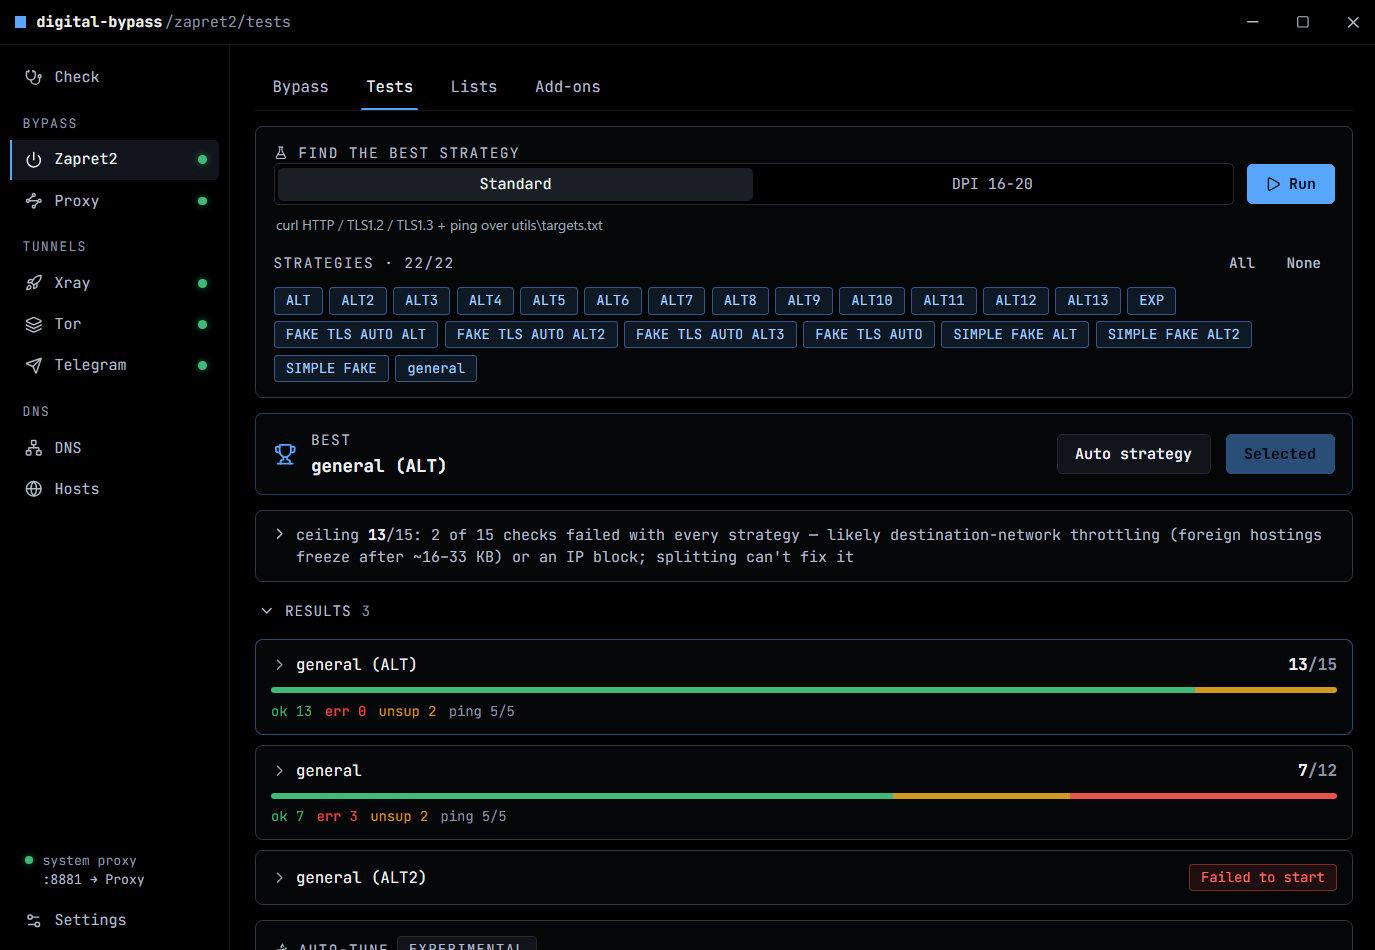 digital-bypass/zapret2/tests
Check
BYPASS
Zapret2
Proxy
TUNNELS
Xray
Tor
Telegram
DNS
DNS
Hosts
system proxy
:8881 → Proxy
Settings
Bypass Tests Lists Add-ons
FIND THE BEST STRATEGY
Standard DPI 16-20 Run
curl HTTP / TLS1.2 / TLS1.3 + ping over utils\targets.txt
STRATEGIES · 22/22 All None
ALT ALT2 ALT3 ALT4 ALT5 ALT6 ALT7 ALT8 ALT9 ALT10 ALT11 ALT12 ALT13 EXP
FAKE TLS AUTO ALT FAKE TLS AUTO ALT2 FAKE TLS AUTO ALT3 FAKE TLS AUTO SIMPLE FAKE ALT SIMPLE FAKE ALT2
SIMPLE FAKE general
BEST
general (ALT)
Auto strategy Selected
ceiling 13/15: 2 of 15 checks failed with every strategy — likely destination-network throttling (foreign hostings
freeze after ~16–33 KB) or an IP block; splitting can't fix it
RESULTS 3
general (ALT) 13/15
ok 13 err 0 unsup 2 ping 5/5
general 7/12
ok 7 err 3 unsup 2 ping 5/5
general (ALT2) Failed to start
AUTO-TUNE EXPERIMENTAL